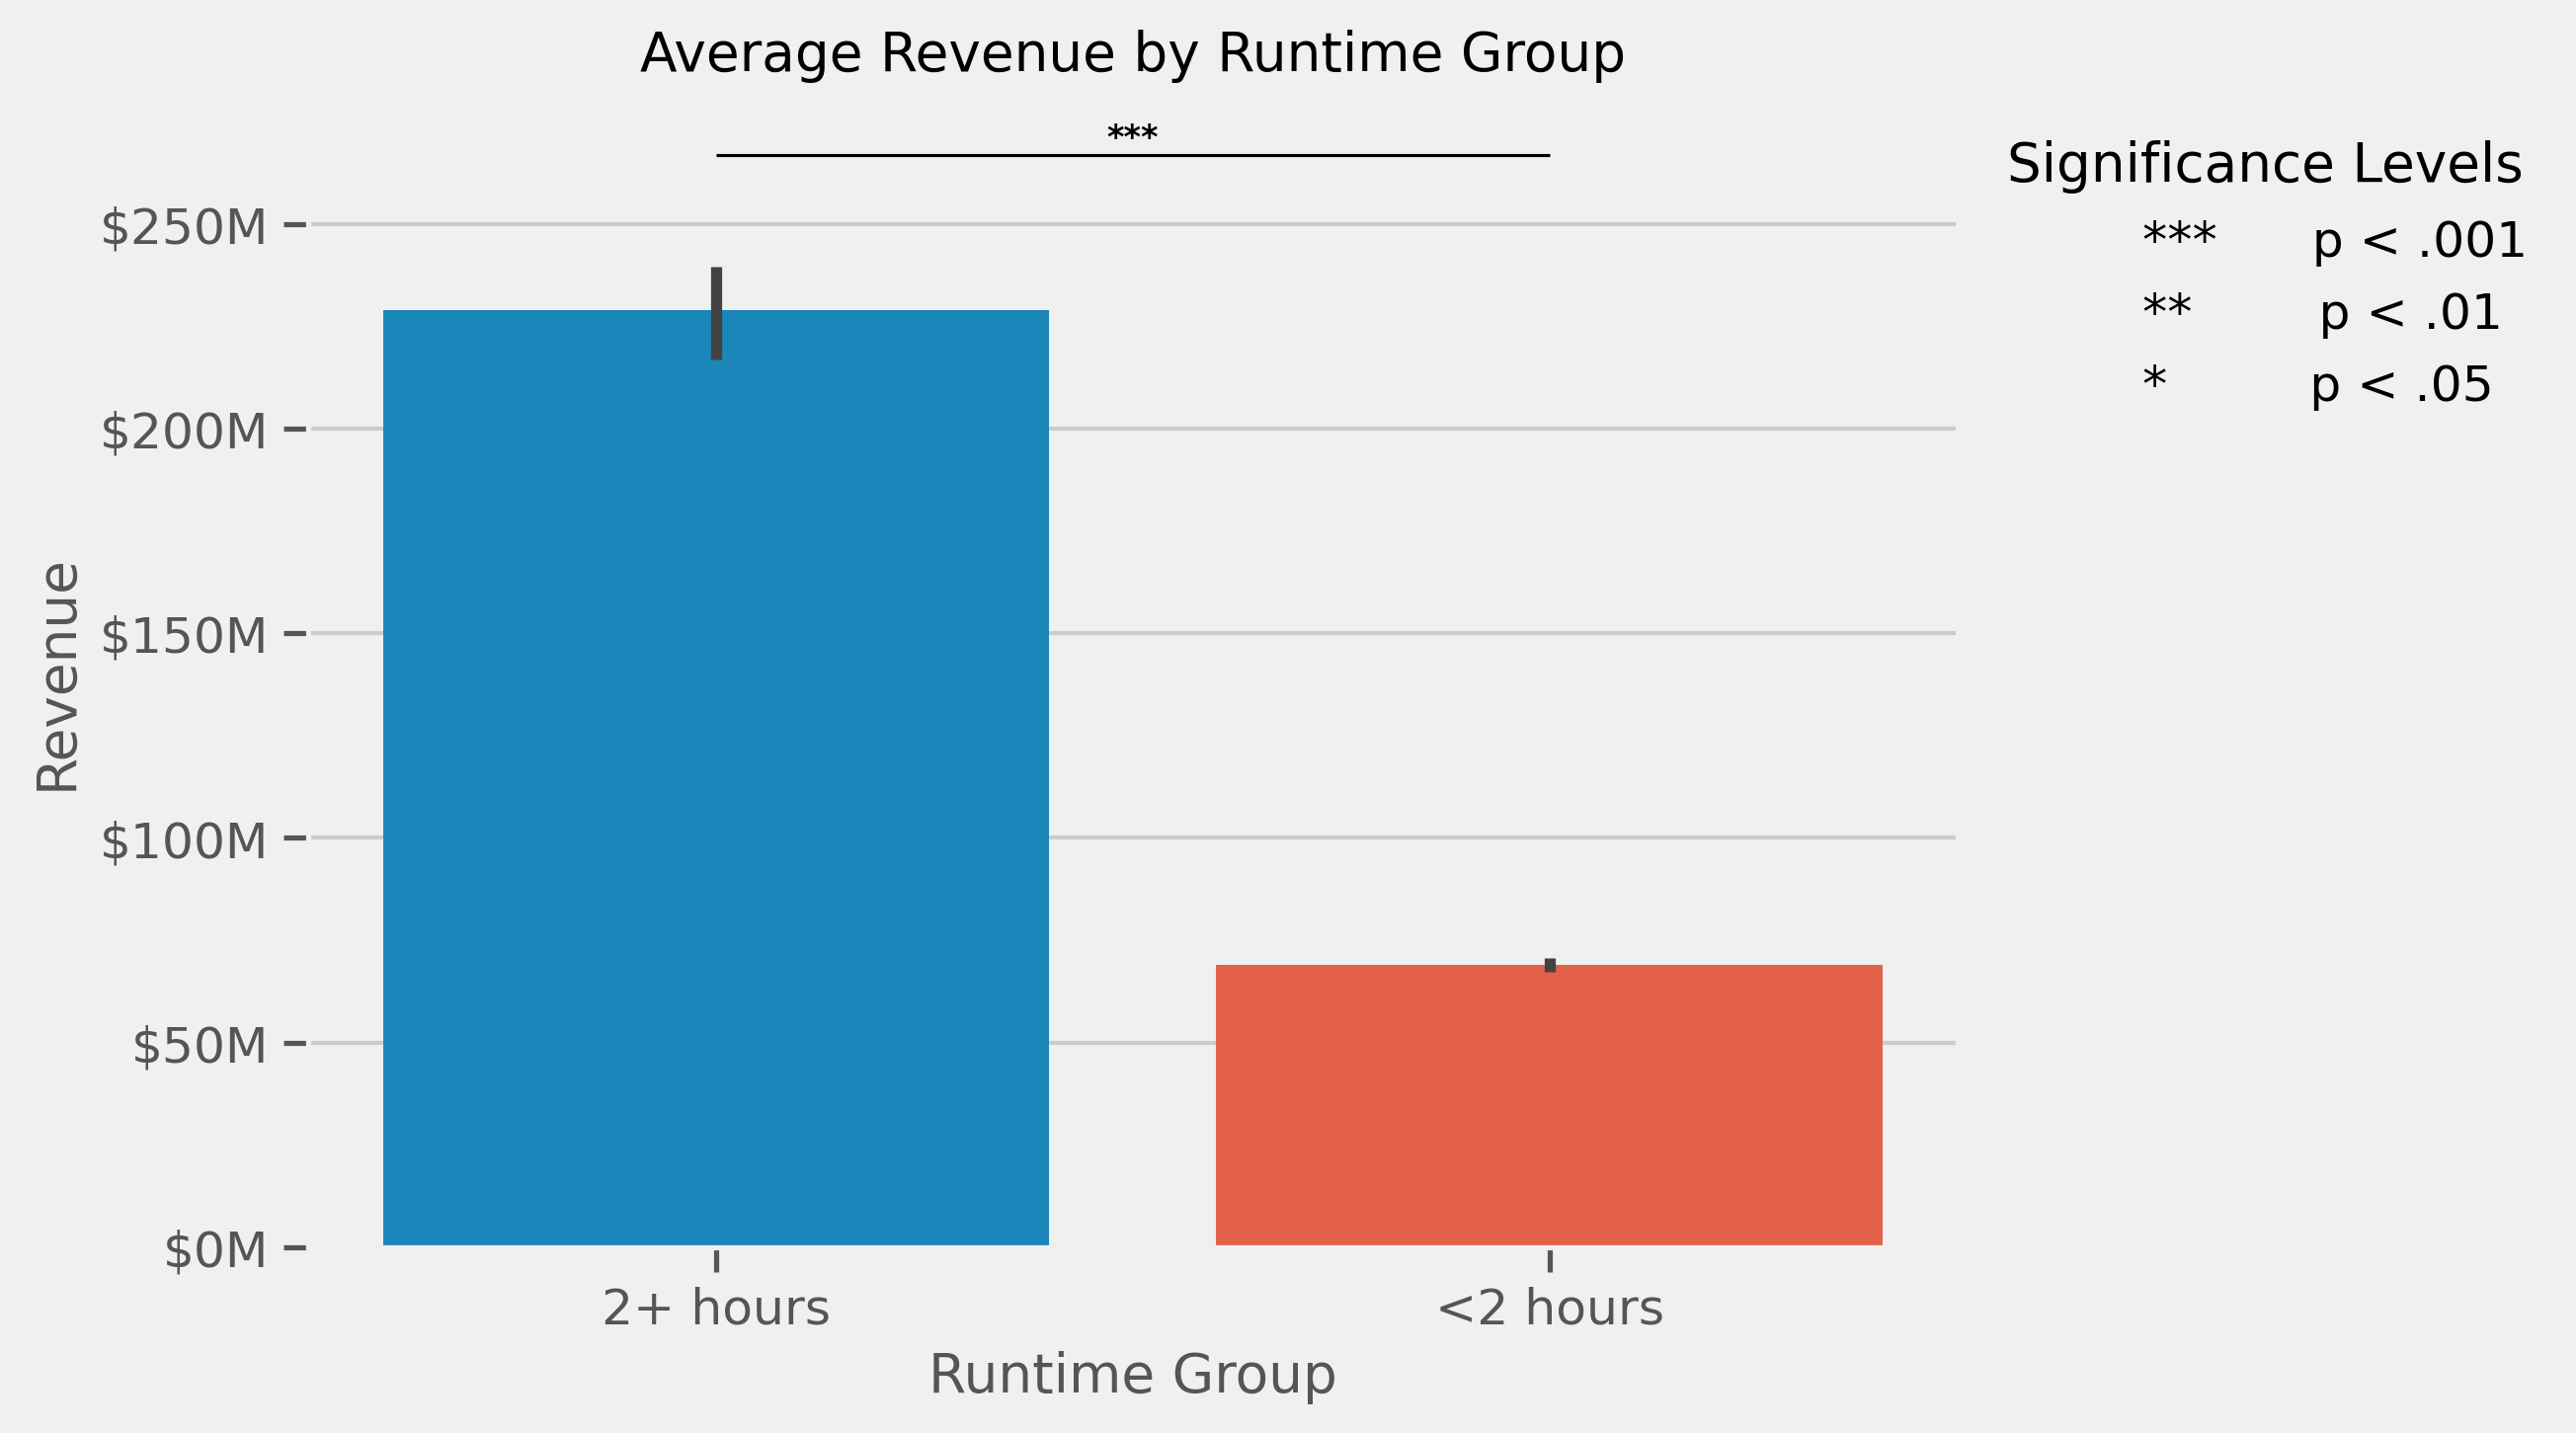 Average Revenue by Runtime Group
***
Significance Levels
*** p < .001
** p < .01
* p < .05
$250M
$200M
$150M
$100M
$50M
$0M
Revenue
2+ hours
<2 hours
Runtime Group